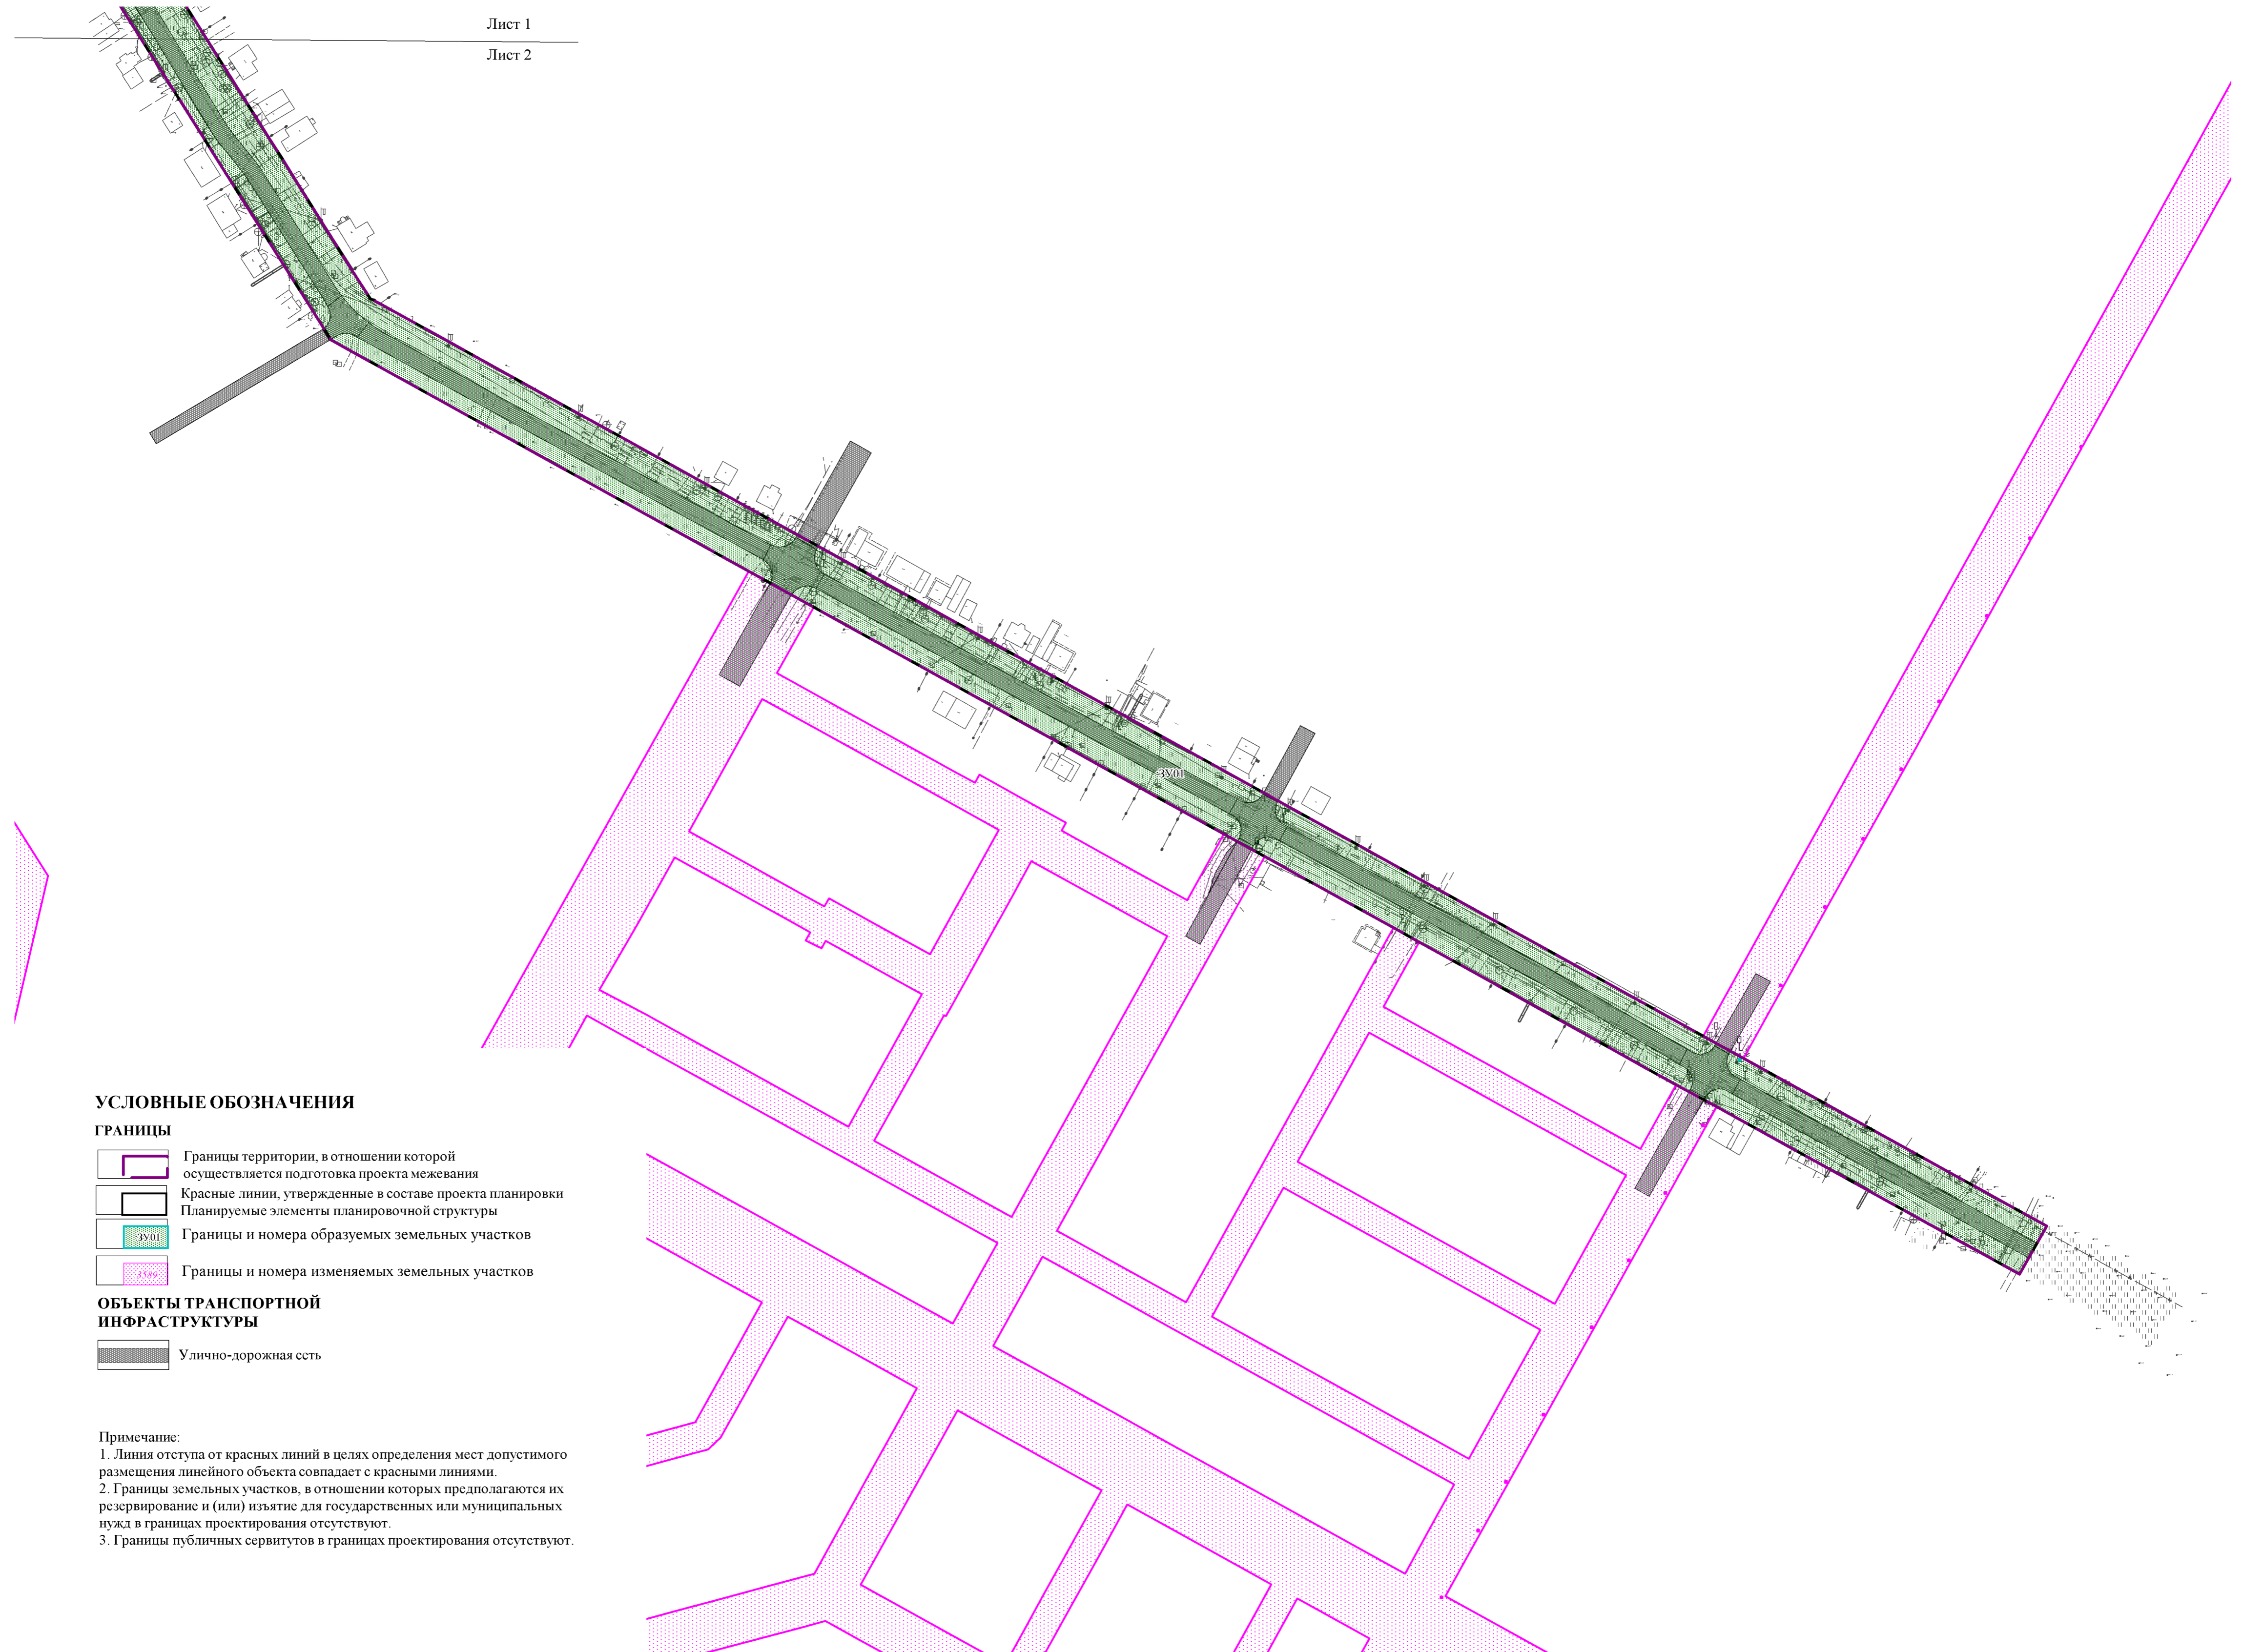 Лист 1
Лист 2
ЗУ01
УСЛОВНЫЕ ОБОЗНАЧЕНИЯ
ГРАНИЦЫ
Границы территории, в отношении которой
осуществляется подготовка проекта межевания
Красные линии, утвержденные в составе проекта планировки
Планируемые элементы планировочной структуры
ЗУ01
Границы и номера образуемых земельных участков
3589
Границы и номера изменяемых земельных участков
ОБЪЕКТЫ ТРАНСПОРТНОЙ
ИНФРАСТРУКТУРЫ
Улично-дорожная сеть
Примечание:
1. Линия отступа от красных линий в целях определения мест допустимого
размещения линейного объекта совпадает с красными линиями.
2. Границы земельных участков, в отношении которых предполагаются их
резервирование и (или) изъятие для государственных или муниципальных
нужд в границах проектирования отсутствуют.
3. Границы публичных сервитутов в границах проектирования отсутствуют.